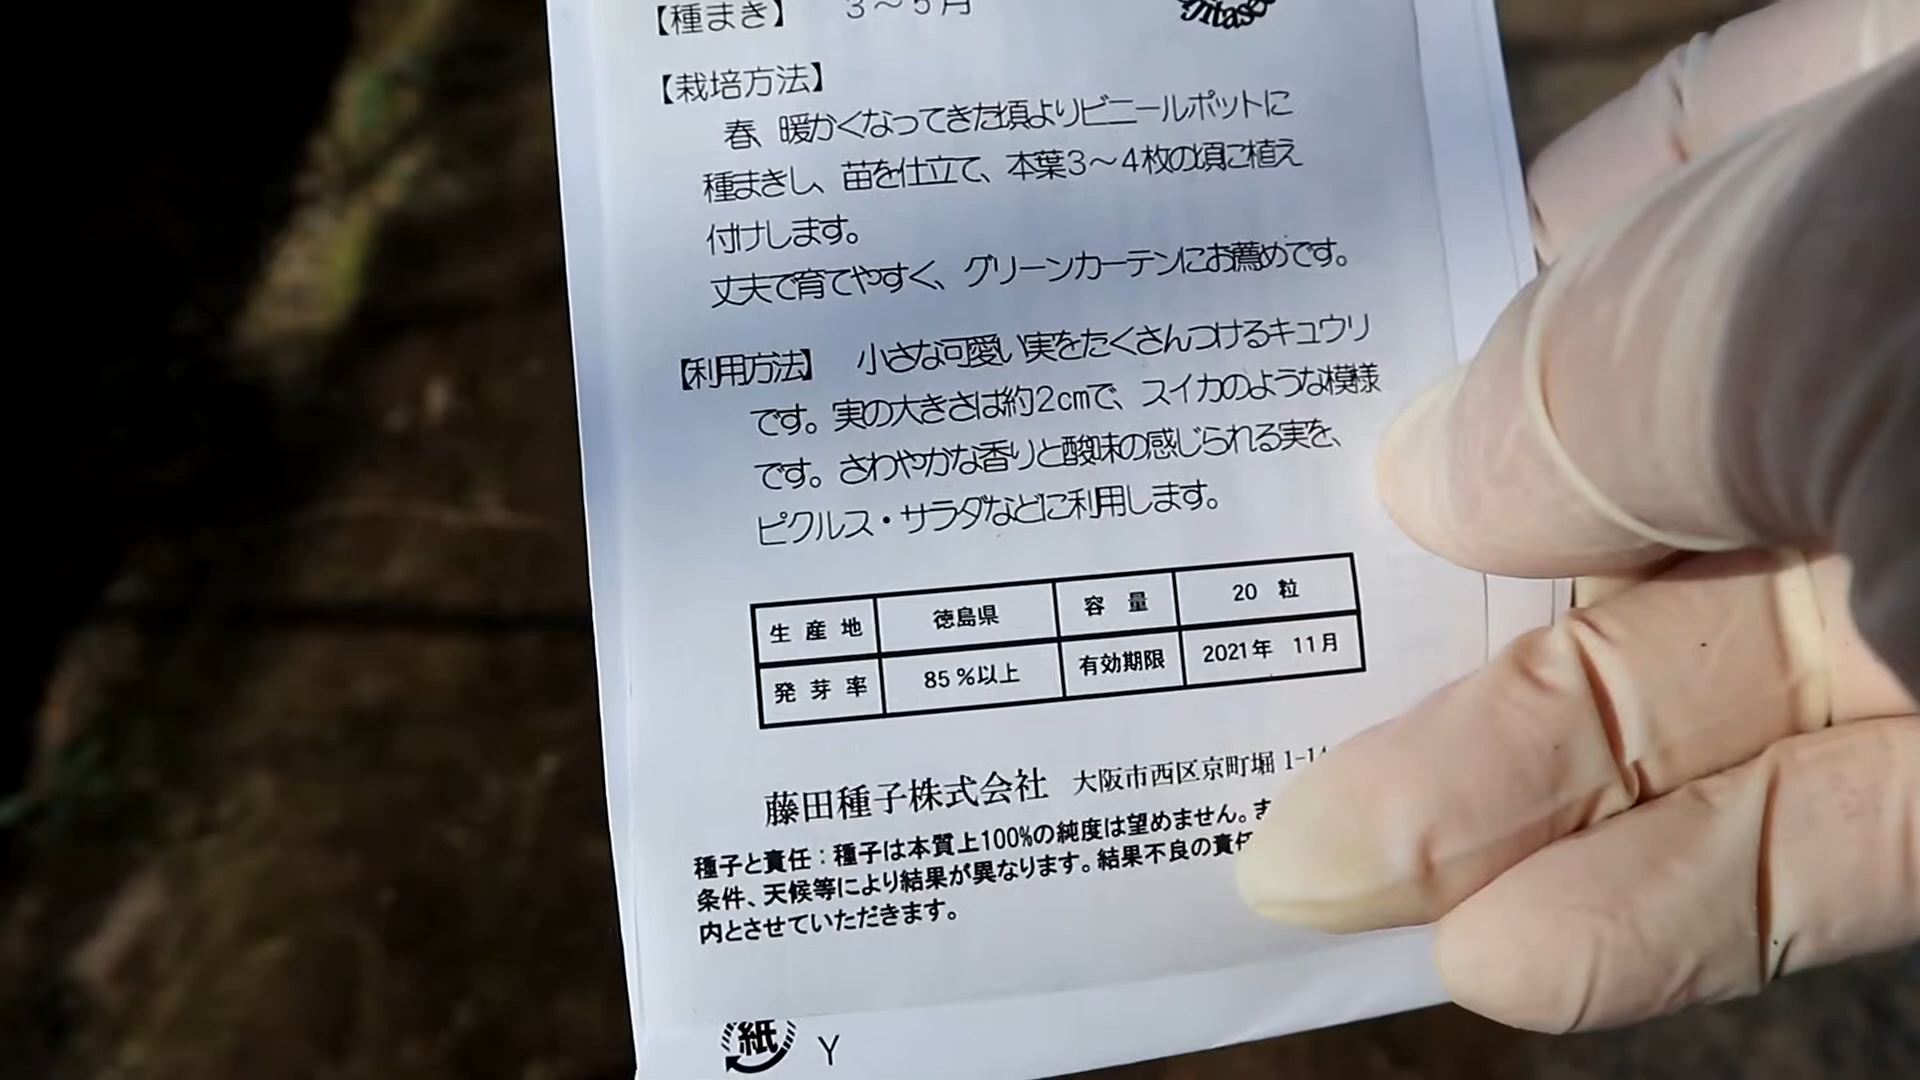 【種まき】 3～5月
【栽培方法】
春、暖かくなってきた頃よりビニールポットに
種まきし、苗を仕立て、本葉3～4枚の頃に植え
付けします。
丈夫で育てやすく、グリーンカーテンにお薦めです。
【利用方法】 小さな可愛い実をたくさんつけるキュウリ
です。実の大きさは約2cmで、スイカのような模様
です。さわやかな香りと酸味の感じられる実を、
ピクルス・サラダなどに利用します。
生産地 徳島県 容量 20 粒
発芽率 85%以上 有効期限 2021年 11月
藤田種子株式会社 大阪市西区京町堀 1-14
種子と責任：種子は本質上100%の純度は望めません。ま
条件、天候等により結果が異なります。結果不良の責任
内とさせていただきます。
紙 Y